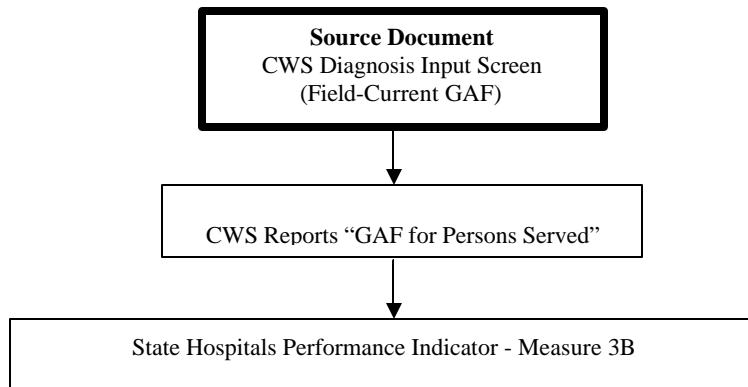 Source Document
CWS Diagnosis Input Screen
(Field-Current GAF)
CWS Reports “GAF for Persons Served”
State Hospitals Performance Indicator - Measure 3B